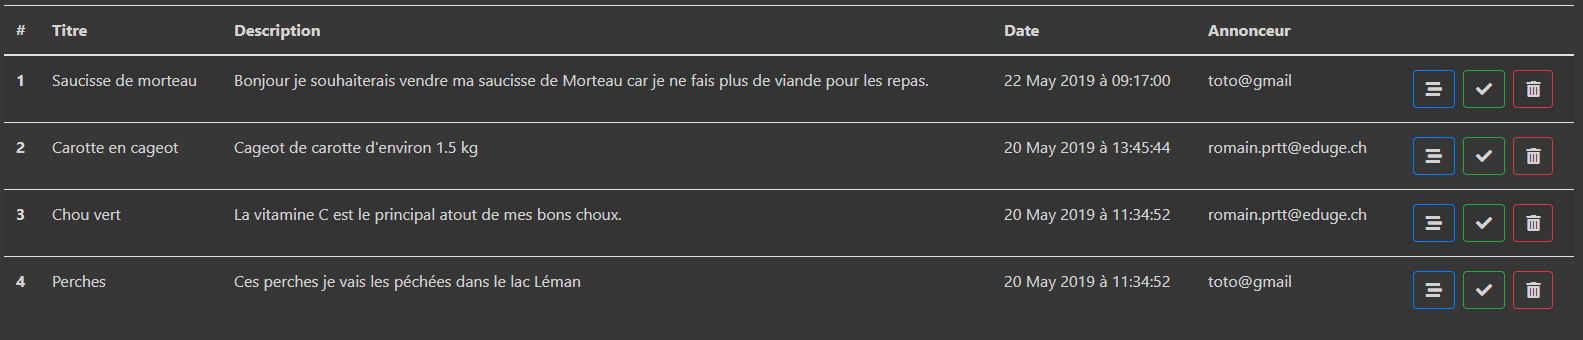 # Titre Description Date Annonceur
1 Saucisse de morteau Bonjour je souhaiterais vendre ma saucisse de Morteau car je ne fais plus de viande pour les repas. 22 May 2019 à 09:17:00 toto@gmail
2 Carotte en cageot Cageot de carotte d'environ 1.5 kg 20 May 2019 à 13:45:44 romain.prtt@eduge.ch
3 Chou vert La vitamine C est le principal atout de mes bons choux. 20 May 2019 à 11:34:52 romain.prtt@eduge.ch
4 Perches Ces perches je vais les péchées dans le lac Léman 20 May 2019 à 11:34:52 toto@gmail